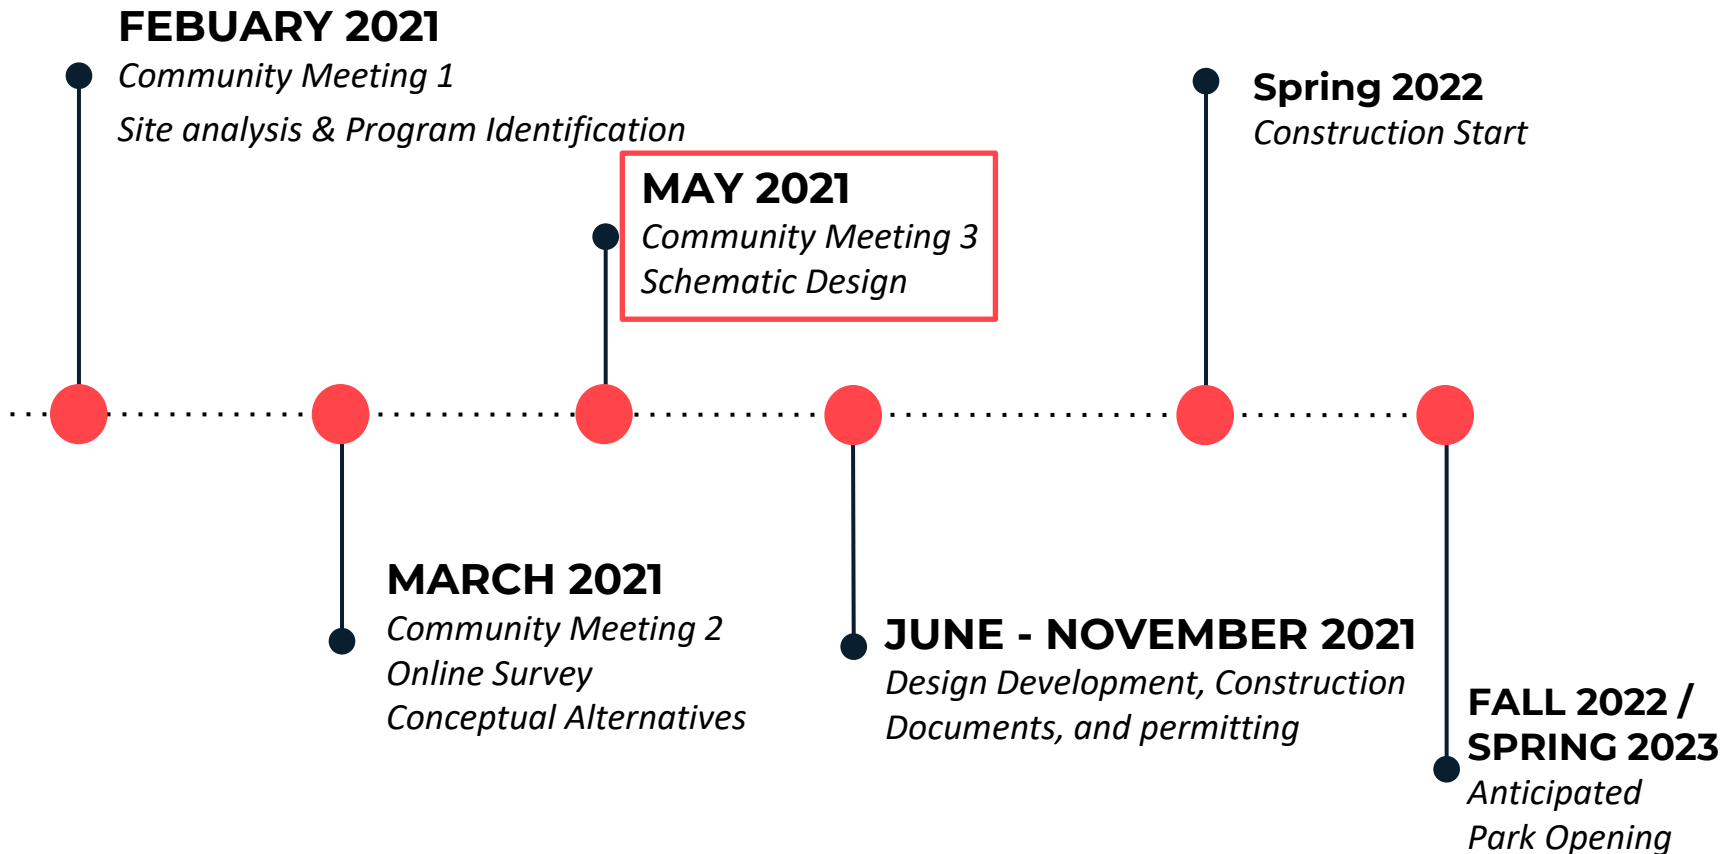 FEBUARY 2021
Community Meeting 1
Site analysis & Program Identification
MARCH 2021
Community Meeting 2
Online Survey
Conceptual Alternatives
MAY 2021
Community Meeting 3
Schematic Design
JUNE - NOVEMBER 2021
Design Development, Construction
Documents, and permitting
Spring 2022
Construction Start
FALL 2022 /
SPRING 2023
Anticipated
Park Opening